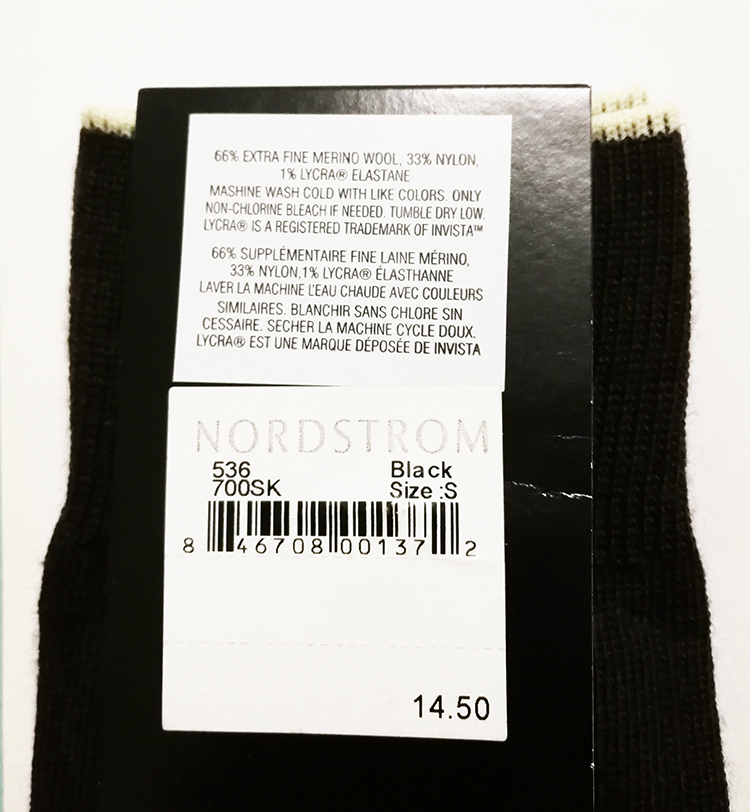 66% EXTRA FINE MERINO WOOL, 33% NYLON,
1% LYCRA® ELASTANE
MASHINE WASH COLD WITH LIKE COLORS. ONLY
NON-CHLORINE BLEACH IF NEEDED. TUMBLE DRY LOW.
LYCRA® IS A REGISTERED TRADEMARK OF INVISTA™
66% SUPPLÉMENTAIRE FINE LAINE MÉRINO,
33% NYLON,1% LYCRA® ÉLASTHANNE
LAVER LA MACHINE L'EAU CHAUDE AVEC COULEURS
SIMILAIRES. BLANCHIR SANS CHLORE SIN
CESSAIRE. SECHER LA MACHINE CYCLE DOUX.
LYCRA® EST UNE MARQUE DÉPOSÉE DE INVISTA
NORDSTROM
536 Black
700SK Size :S
8 46708 00137 2
14.50